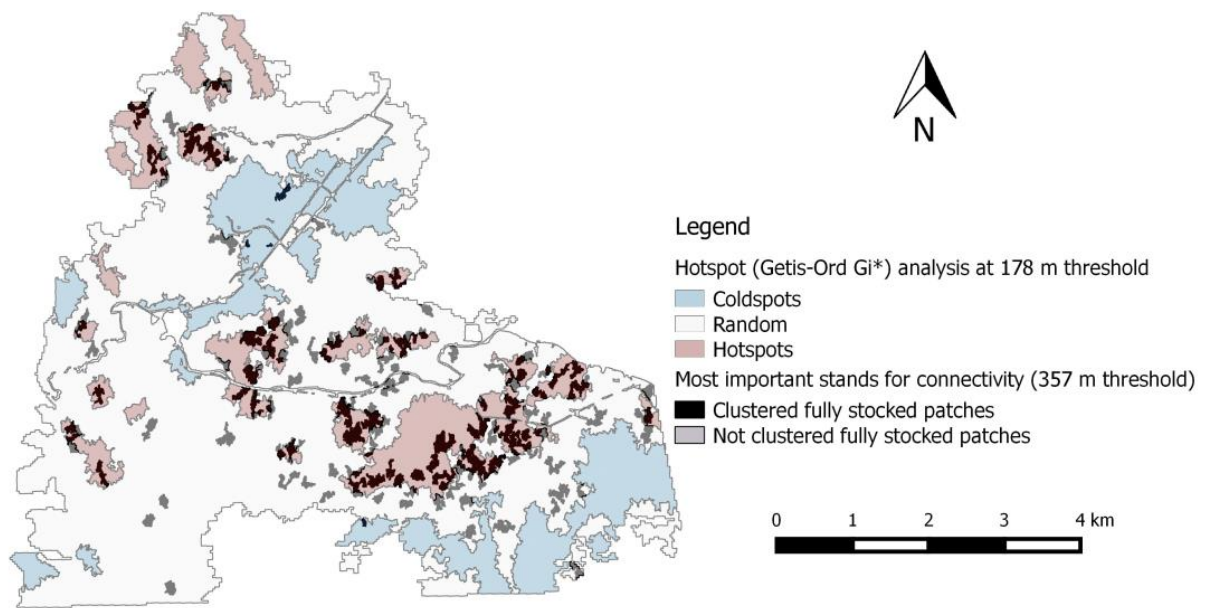 N
Legend
Hotspot (Getis-Ord Gi*) analysis at 178 m threshold
Coldspots
Random
Hotspots
Most important stands for connectivity (357 m threshold)
Clustered fully stocked patches
Not clustered fully stocked patches
0 1 2 3 4 km